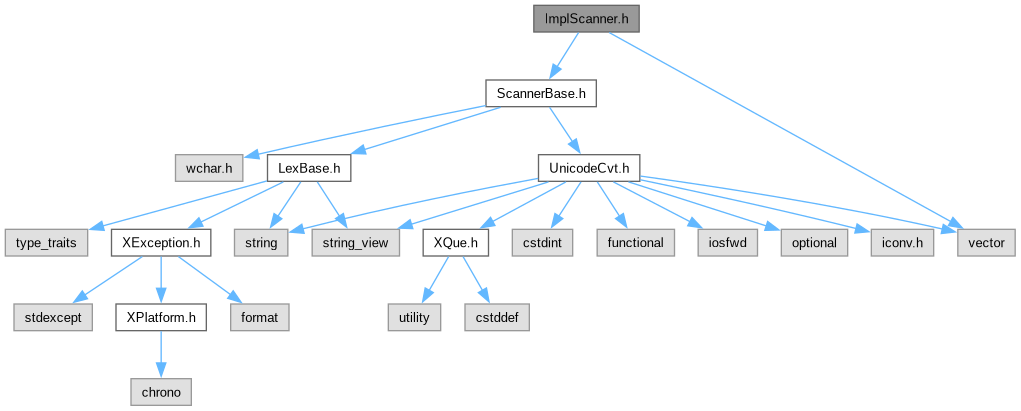 ImplScanner.h
ScannerBase.h
wchar.h
LexBase.h
UnicodeCvt.h
type_traits
XException.h
string
string_view
XQue.h
cstdint
functional
iosfwd
optional
iconv.h
vector
stdexcept
XPlatform.h
format
utility
cstddef
chrono